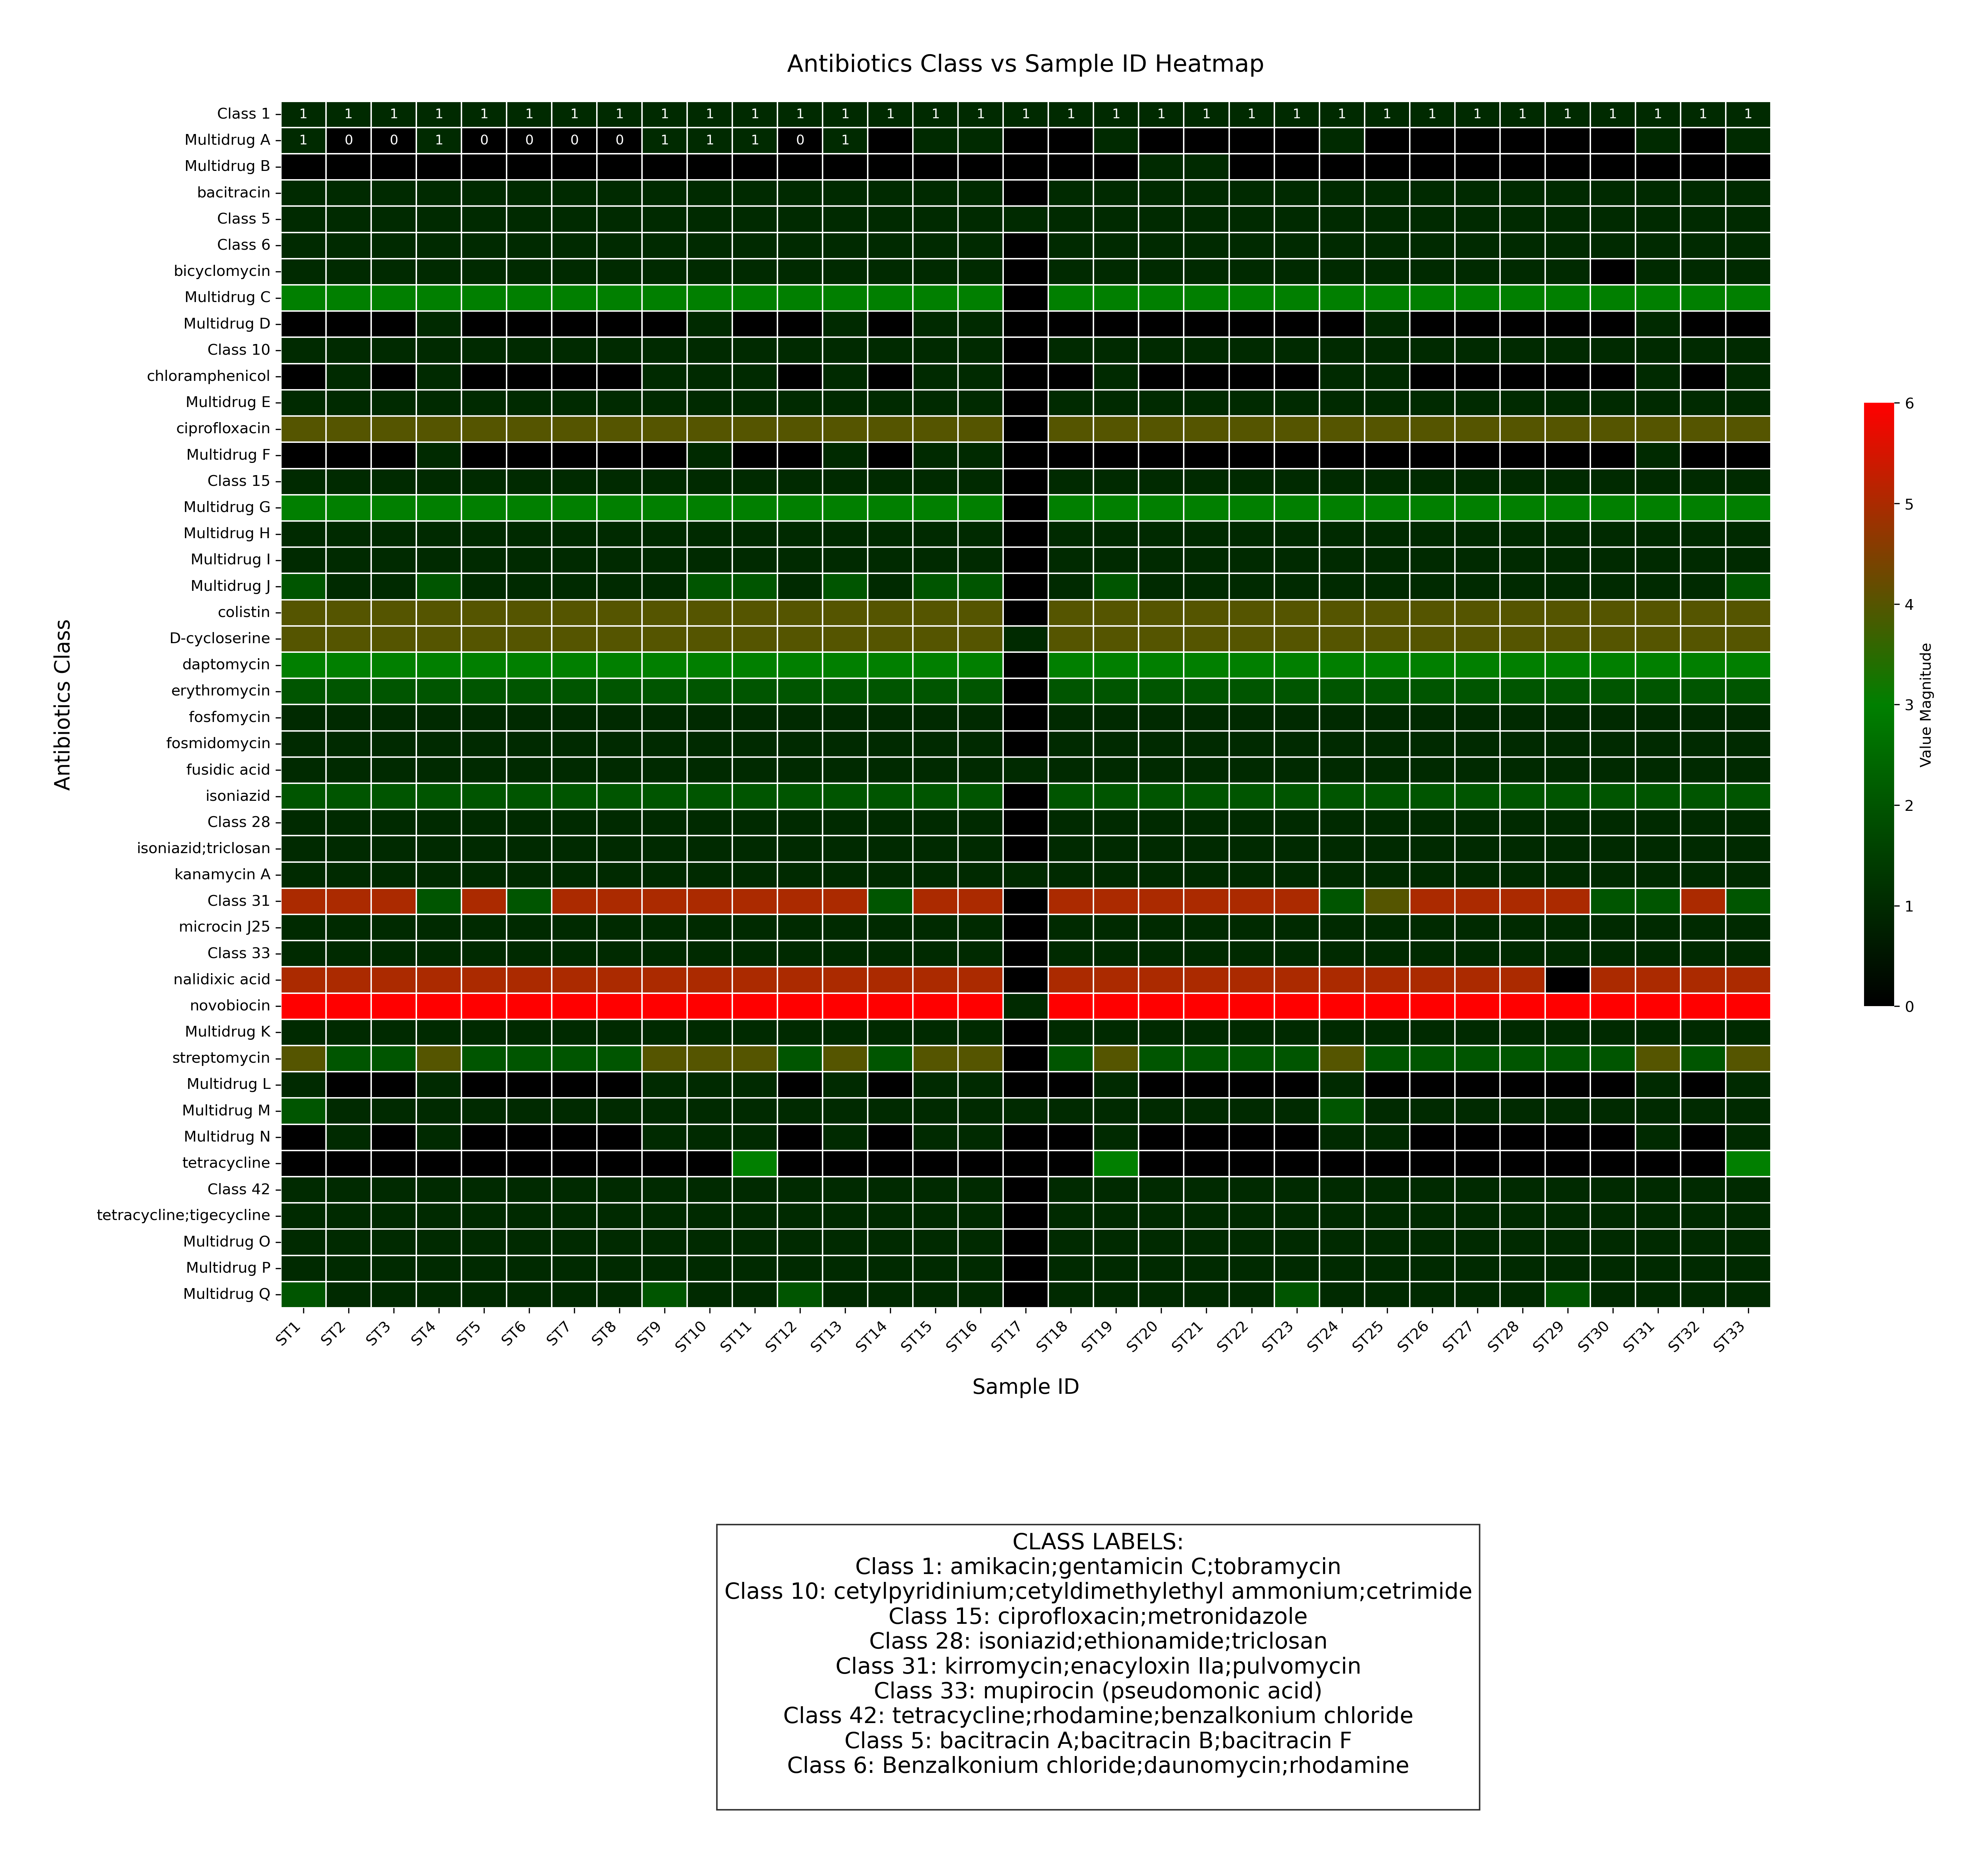 Antibiotics Class vs Sample ID Heatmap
Class 1 1 1 1 1 1 1 1 1 1 1 1 1 1 1 1 1 1 1 1 1 1 1 1 1 1 1 1 1 1 1 1 1 1
Multidrug A 1 0 0 1 0 0 0 0 1 1 1 0 1
Multidrug B
bacitracin
Class 5
Class 6
bicyclomycin
Multidrug C
Multidrug D
Class 10
chloramphenicol
Multidrug E
ciprofloxacin
Multidrug F
Class 15
Multidrug G
Multidrug H
Multidrug I
Multidrug J
colistin
D-cycloserine
daptomycin
erythromycin
fosfomycin
fosmidomycin
fusidic acid
isoniazid
Class 28
isoniazid;triclosan
kanamycin A
Class 31
microcin J25
Class 33
nalidixic acid
novobiocin
Multidrug K
streptomycin
Multidrug L
Multidrug M
Multidrug N
tetracycline
Class 42
tetracycline;tigecycline
Multidrug O
Multidrug P
Multidrug Q
Antibiotics Class
ST1 ST2 ST3 ST4 ST5 ST6 ST7 ST8 ST9 ST10 ST11 ST12 ST13 ST14 ST15 ST16 ST17 ST18 ST19 ST20 ST21 ST22 ST23 ST24 ST25 ST26 ST27 ST28 ST29 ST30 ST31 ST32 ST33
Sample ID
6
5
4
3
2
1
0
Value Magnitude
CLASS LABELS:
Class 1: amikacin;gentamicin C;tobramycin
Class 10: cetylpyridinium;cetyldimethylethyl ammonium;cetrimide
Class 15: ciprofloxacin;metronidazole
Class 28: isoniazid;ethionamide;triclosan
Class 31: kirromycin;enacyloxin IIa;pulvomycin
Class 33: mupirocin (pseudomonic acid)
Class 42: tetracycline;rhodamine;benzalkonium chloride
Class 5: bacitracin A;bacitracin B;bacitracin F
Class 6: Benzalkonium chloride;daunomycin;rhodamine